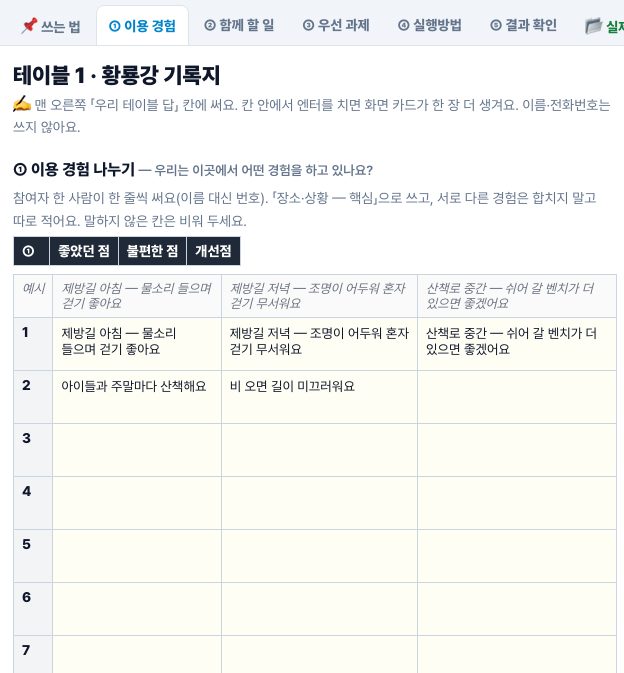 📌 쓰는 법
① 이용 경험
② 함께 할 일
③ 우선 과제
④ 실행방법
⑤ 결과 확인
테이블 1 · 황룡강 기록지
✍️ 맨 오른쪽 「우리 테이블 답」 칸에 써요. 칸 안에서 엔터를 치면 화면 카드가 한 장 더 생겨요. 이름·전화번호는
쓰지 않아요.
① 이용 경험 나누기 — 우리는 이곳에서 어떤 경험을 하고 있나요?
참여자 한 사람이 한 줄씩 써요(이름 대신 번호). 「장소·상황 — 핵심」으로 쓰고, 서로 다른 경험은 합치지 말고
따로 적어요. 말하지 않은 칸은 비워 두세요.
① 좋았던 점 불편한 점 개선점
예시
제방길 아침 — 물소리 들으며
걷기 좋아요
제방길 저녁 — 조명이 어두워 혼자
걷기 무서워요
산책로 중간 — 쉬어 갈 벤치가 더
있으면 좋겠어요
1
제방길 아침 — 물소리
들으며 걷기 좋아요
제방길 저녁 — 조명이 어두워 혼자
걷기 무서워요
산책로 중간 — 쉬어 갈 벤치가 더
있으면 좋겠어요
2
아이들과 주말마다 산책해요
비 오면 길이 미끄러워요
3
4
5
6
7